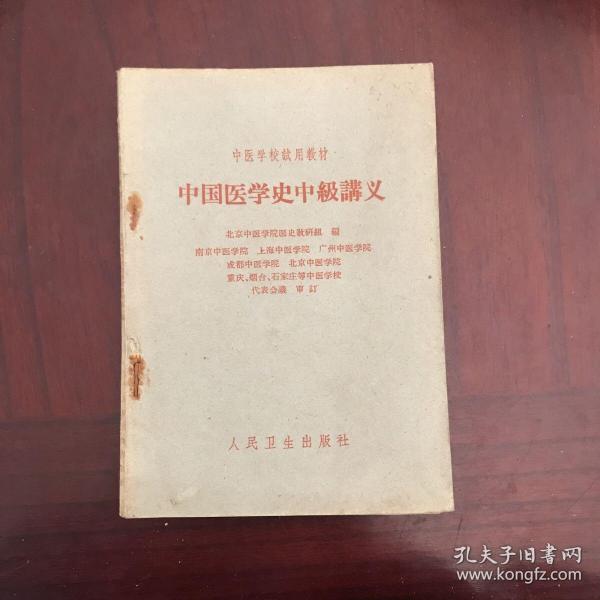 中医学校試用教材
中国医学史中級講义
北京中医学院医史教研組 編
南京中医学院 上海中医学院 广州中医学院
成都中医学院 北京中医学院
重庆、烟台、石家庄等中医学校
代表会議 审訂
人民卫生出版社
孔夫子旧书网
www.kongfz.com